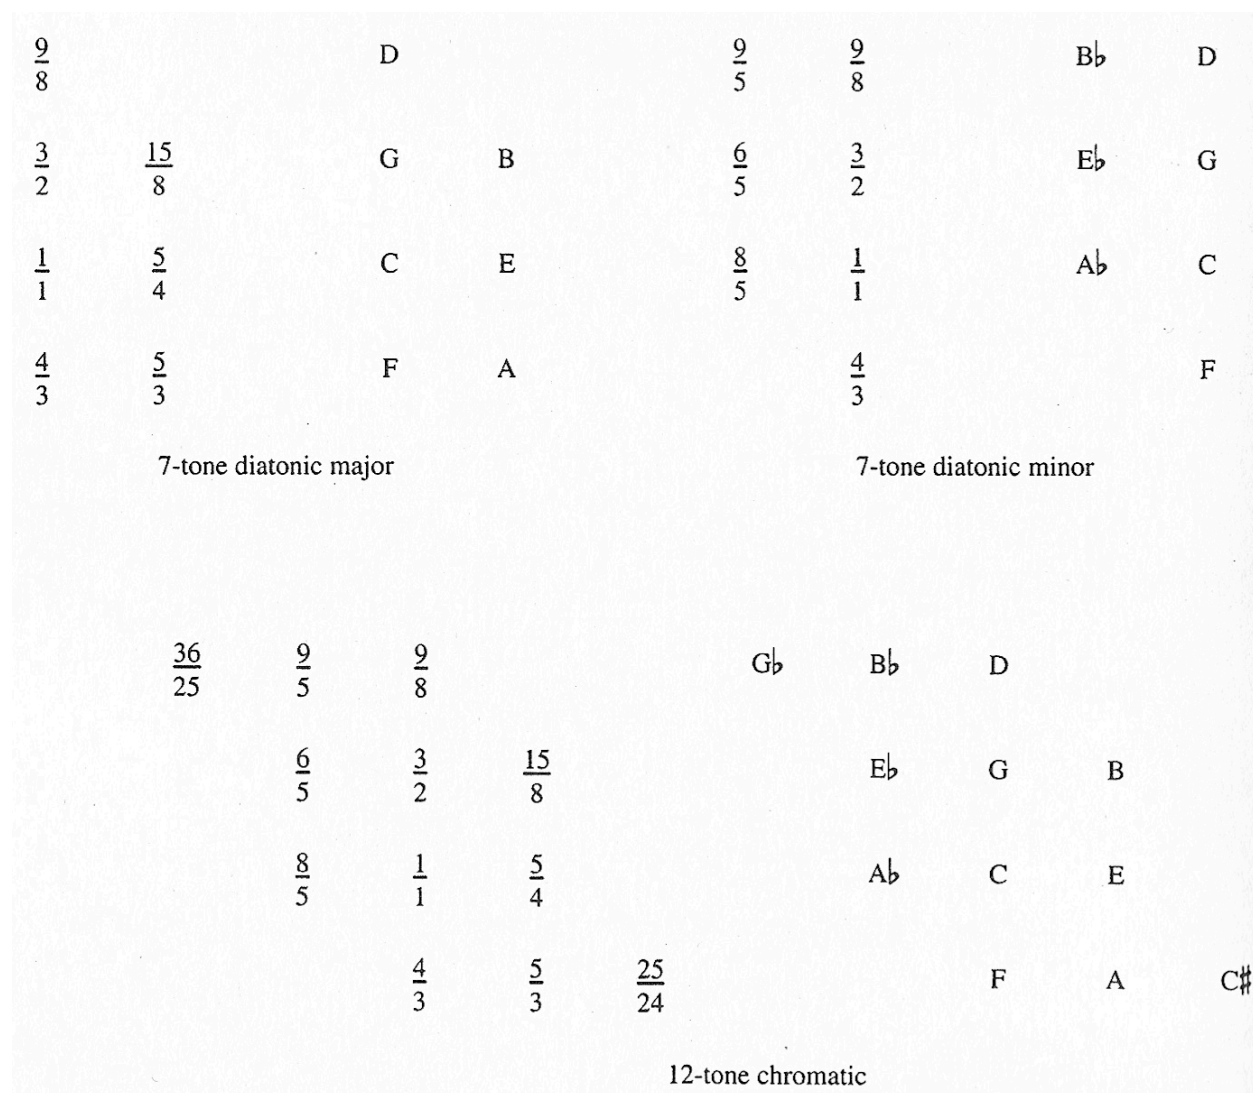 9/8 D
3/2 15/8 G B
1/1 5/4 C E
4/3 5/3 F A
7-tone diatonic major
9/5 9/8 B♭ D
6/5 3/2 E♭ G
8/5 1/1 A♭ C
4/3 F
7-tone diatonic minor
36/25 9/5 9/8 G♭ B♭ D
6/5 3/2 15/8 E♭ G B
8/5 1/1 5/4 A♭ C E
4/3 5/3 25/24 F A C♯
12-tone chromatic